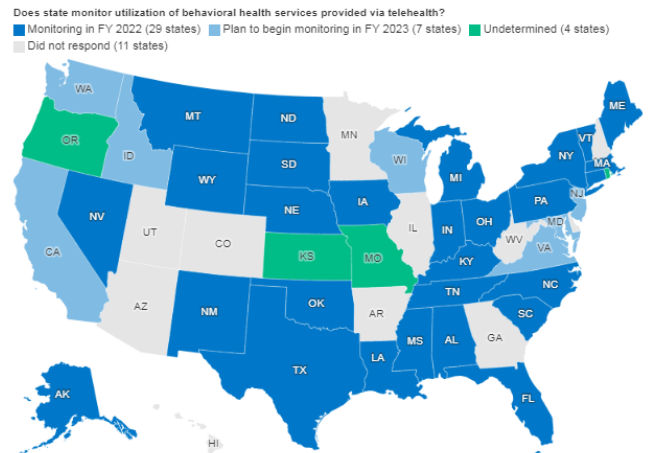 Does state monitor utilization of behavioral health services provided via telehealth?
Monitoring in FY 2022 (29 states) Plan to begin monitoring in FY 2023 (7 states) Undetermined (4 states)
Did not respond (11 states)
WA
ME
MT
ND
MN
VT
OR
ID
WI
NY
MA
SD
MI
WY
PA
NJ
IA
NE
OH
NV
IL
IN
MD
UT
CO
WV
VA
CA
KS
MO
KY
NC
TN
OK
AZ
NM
AR
SC
MS
AL
GA
LA
TX
AK
FL
HI